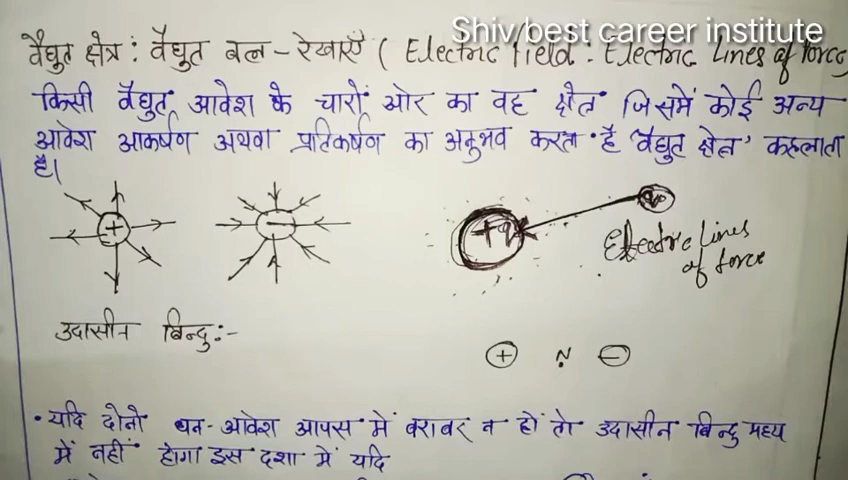 Shiv/best career institute
वैद्युत क्षेत्र : वैद्युत बल - रेखाएँ ( Electric field : Electric Lines of force)
किसी वैद्युत आवेश के चारों ओर का वह क्षेत्र जिसमें कोई अन्य
आवेश आकर्षण अथवा प्रतिकर्षण का अनुभव करता है 'वैद्युत क्षेत्र' कहलाता
है।
+
-
+q
Electric Lines
of force
उदासीन बिन्दु :-
+ N -
• यदि दोनो धन-आवेश आपस में बराबर न हों तो उदासीन बिन्दु मध्य
में नहीं होगा इस दशा में यदि